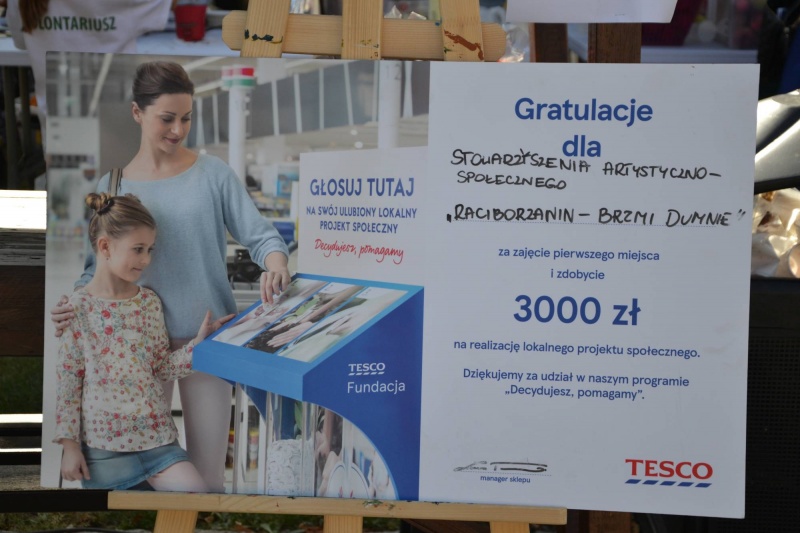 OLONTARIUSZ
GŁOSUJ TUTAJ
NA SWÓJ ULUBIONY LOKALNY
PROJEKT SPOŁECZNY
Decydujesz, pomagamy
TESCO
Fundacja
Gratulacje
dla
STOWARZYSZENIA ARTYSTYCZNO-
SPOŁECZNEGO
„RACIBORZANIN - BRZMI DUMNIE"
za zajęcie pierwszego miejsca
i zdobycie
3000 zł
na realizację lokalnego projektu społecznego.
Dziękujemy za udział w naszym programie
„Decydujesz, pomagamy".
manager sklepu
TESCO